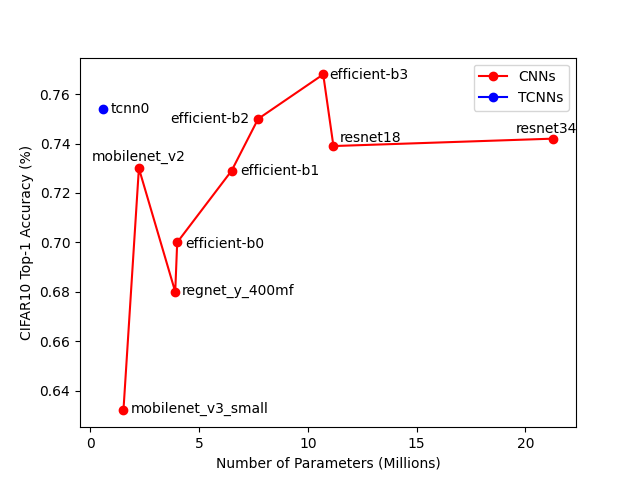 CNNs
TCNNs
efficient-b3
tcnn0
efficient-b2
resnet34
resnet18
mobilenet_v2
efficient-b1
efficient-b0
regnet_y_400mf
mobilenet_v3_small
0.76
0.74
0.72
0.70
0.68
0.66
0.64
CIFAR10 Top-1 Accuracy (%)
0 5 10 15 20
Number of Parameters (Millions)